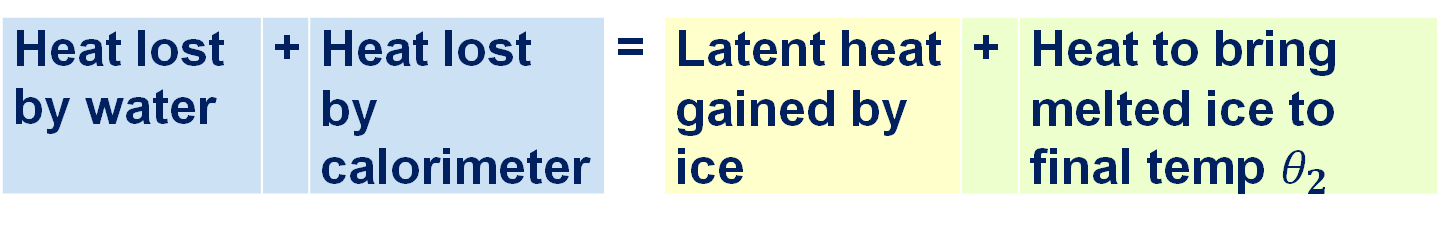 Heat lost + Heat lost = Latent heat + Heat to bring
by water by gained by melted ice to
calorimeter ice final temp θ₂